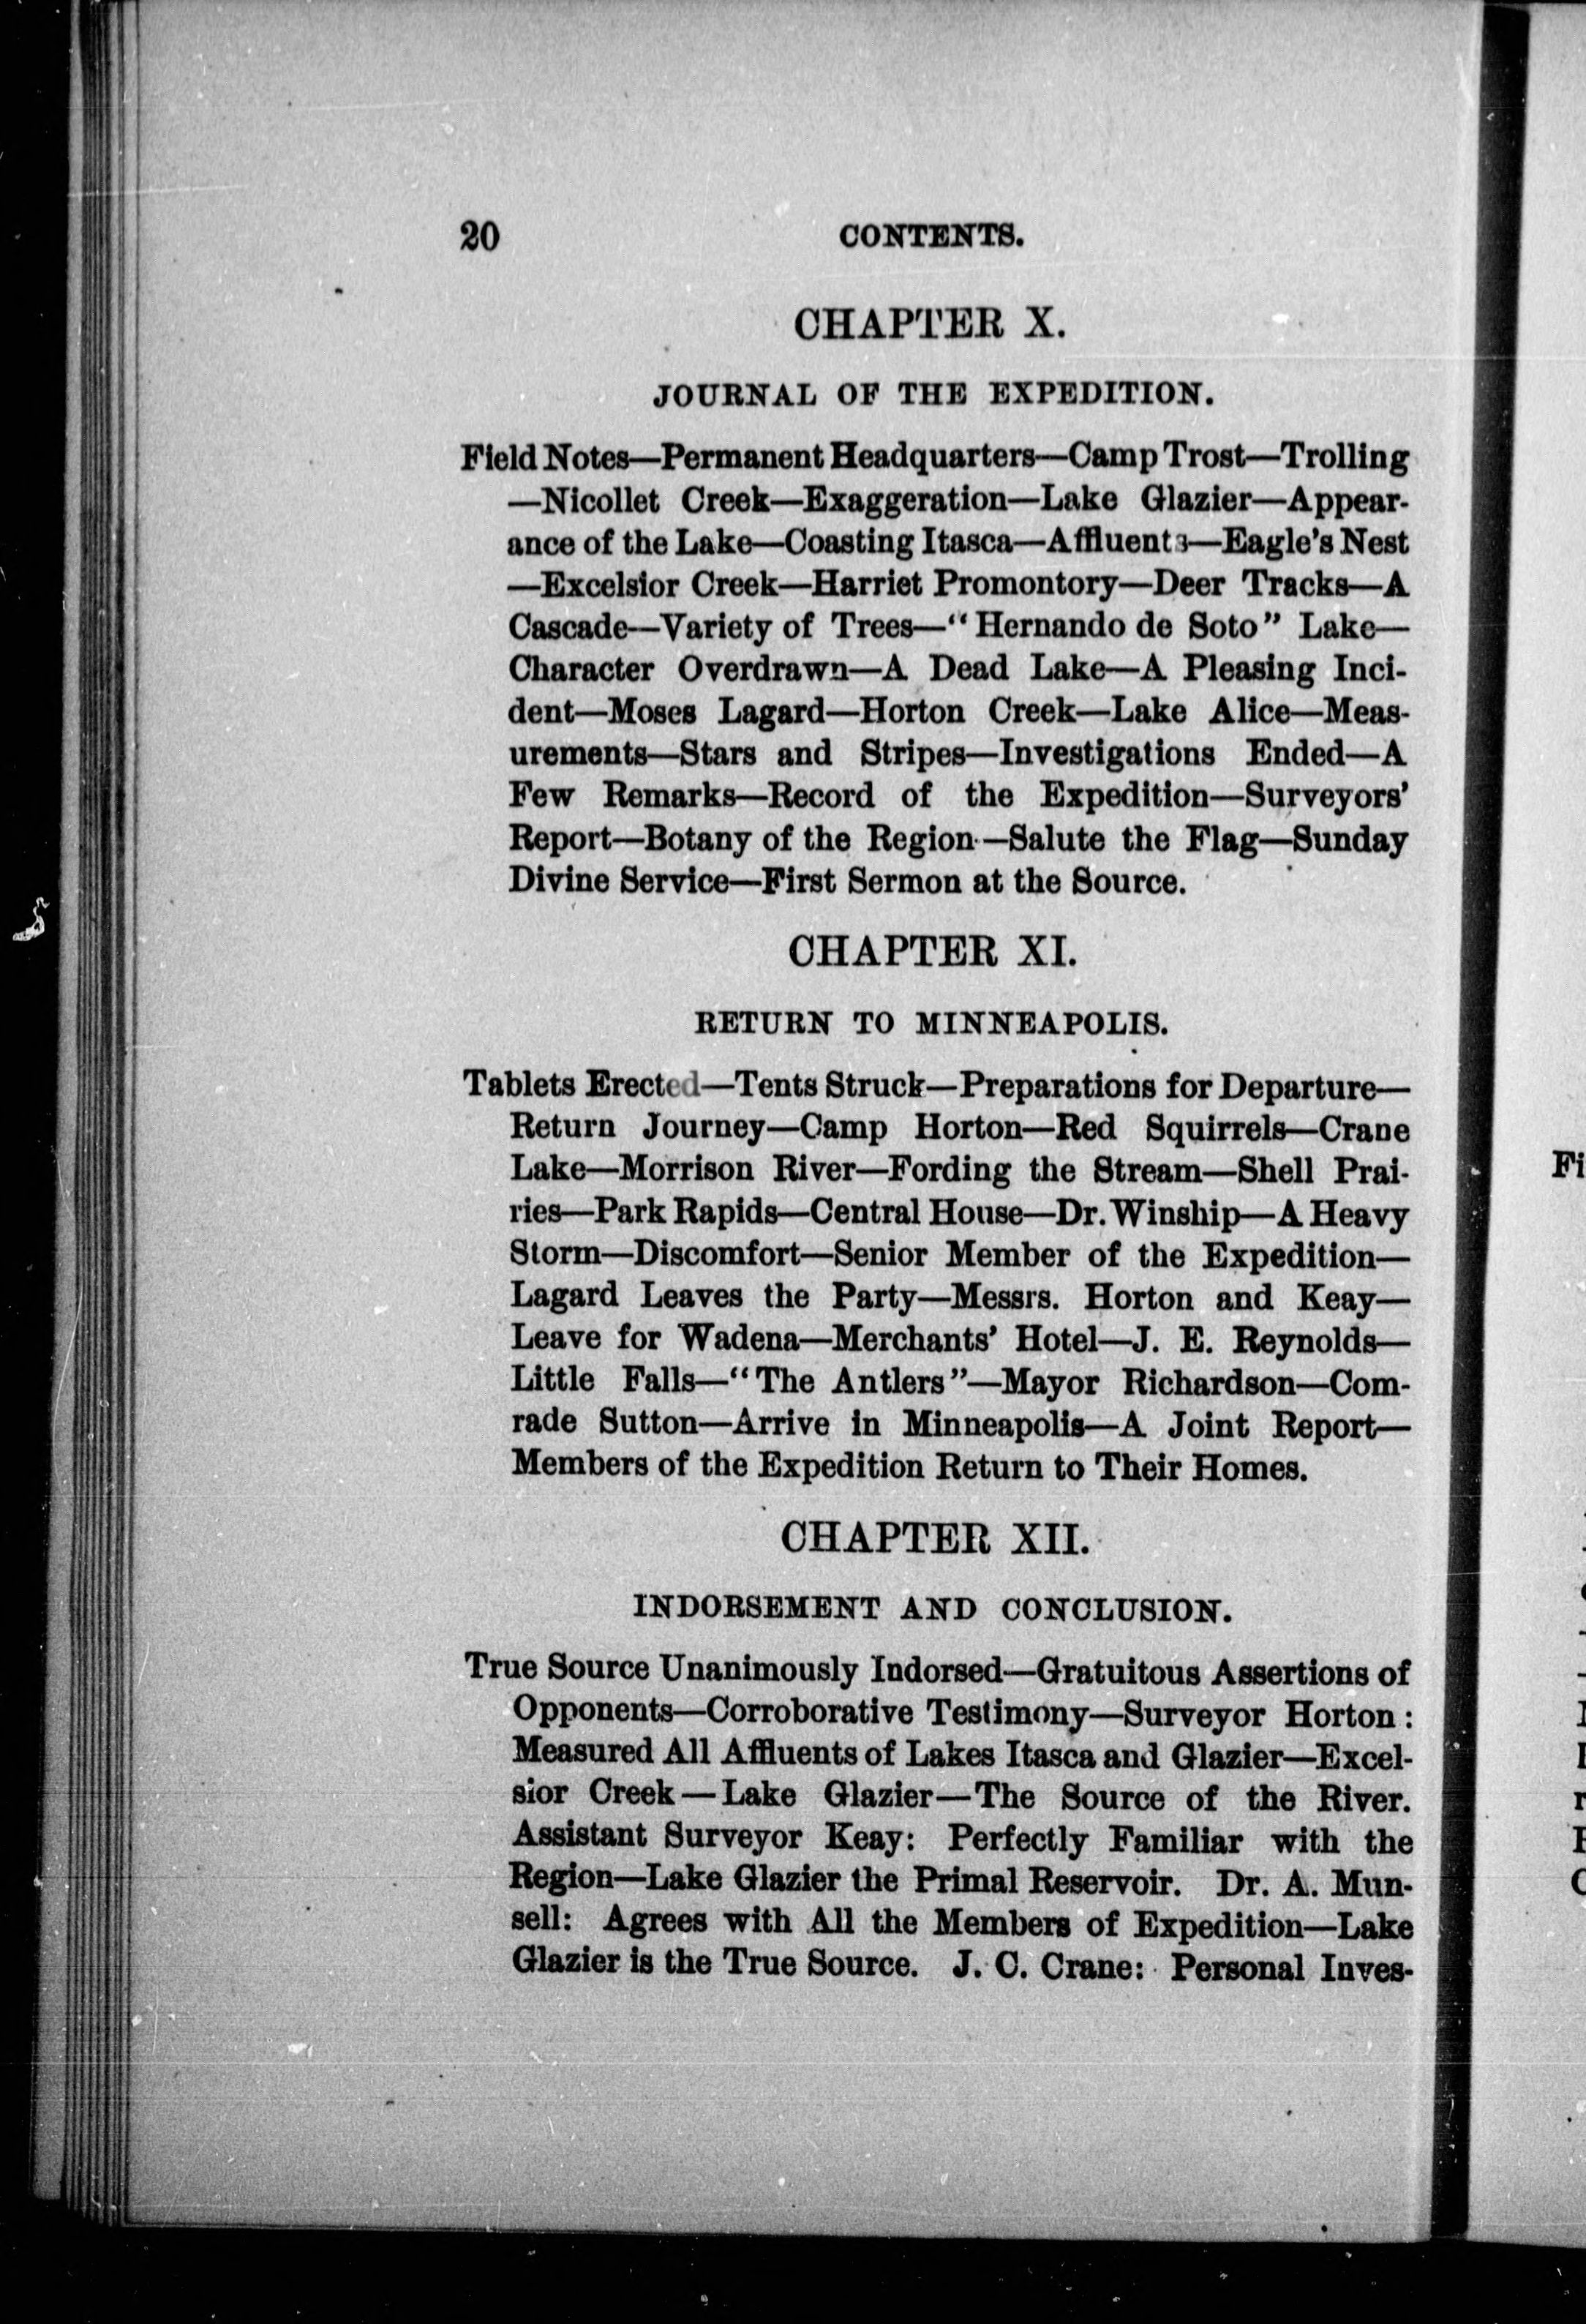 20 CONTENTS.
CHAPTER X.
JOURNAL OF THE EXPEDITION.
Field Notes—Permanent Headquarters—Camp Trost—Trolling
—Nicollet Creek—Exaggeration—Lake Glazier—Appear-
ance of the Lake—Coasting Itasca—Affluents—Eagle's Nest
—Excelsior Creek—Harriet Promontory—Deer Tracks—A
Cascade—Variety of Trees—"Hernando de Soto" Lake—
Character Overdrawn—A Dead Lake—A Pleasing Inci-
dent—Moses Lagard—Horton Creek—Lake Alice—Meas-
urements—Stars and Stripes—Investigations Ended—A
Few Remarks—Record of the Expedition—Surveyors'
Report—Botany of the Region—Salute the Flag—Sunday
Divine Service—First Sermon at the Source.
CHAPTER XI.
RETURN TO MINNEAPOLIS.
Tablets Erected—Tents Struck—Preparations for Departure—
Return Journey—Camp Horton—Red Squirrels—Crane
Lake—Morrison River—Fording the Stream—Shell Prai-
ries—Park Rapids—Central House—Dr. Winship—A Heavy
Storm—Discomfort—Senior Member of the Expedition—
Lagard Leaves the Party—Messrs. Horton and Keay—
Leave for Wadena—Merchants' Hotel—J. E. Reynolds—
Little Falls—"The Antlers"—Mayor Richardson—Com-
rade Sutton—Arrive in Minneapolis—A Joint Report—
Members of the Expedition Return to Their Homes.
CHAPTER XII.
INDORSEMENT AND CONCLUSION.
True Source Unanimously Indorsed—Gratuitous Assertions of
Opponents—Corroborative Testimony—Surveyor Horton:
Measured All Affluents of Lakes Itasca and Glazier—Excel-
sior Creek—Lake Glazier—The Source of the River.
Assistant Surveyor Keay: Perfectly Familiar with the
Region—Lake Glazier the Primal Reservoir. Dr. A. Mun-
sell: Agrees with All the Members of Expedition—Lake
Glazier is the True Source. J. C. Crane: Personal Inves-